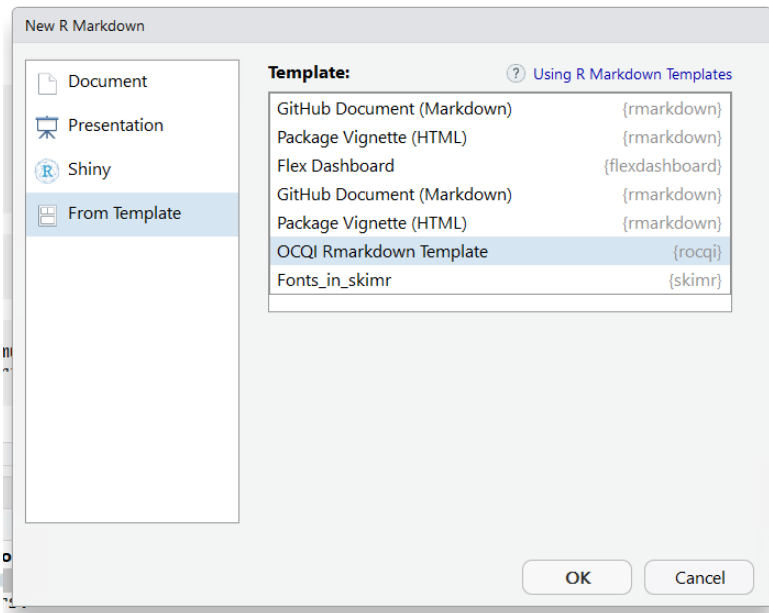 New R Markdown
Document
Presentation
R Shiny
From Template
Template:
? Using R Markdown Templates
GitHub Document (Markdown) {rmarkdown}
Package Vignette (HTML) {rmarkdown}
Flex Dashboard {flexdashboard}
GitHub Document (Markdown) {rmarkdown}
Package Vignette (HTML) {rmarkdown}
OCQI Rmarkdown Template {rocqi}
Fonts_in_skimr {skimr}
OK Cancel